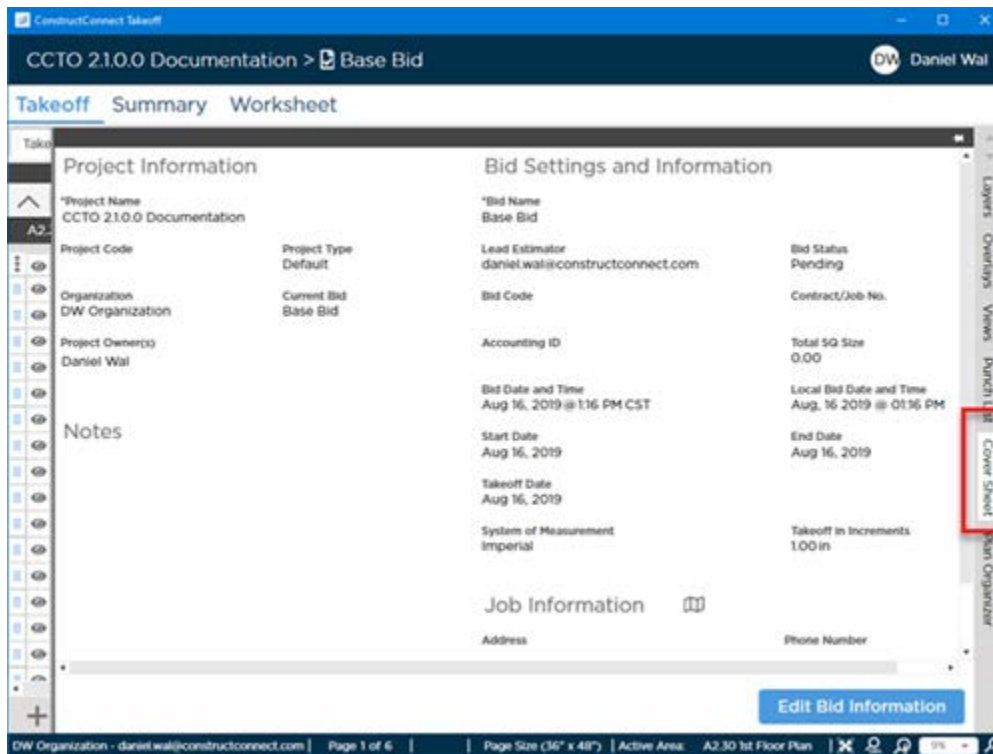 ConstructConnect Takeoff
CCTO 2.1.0.0 Documentation > Base Bid
DW Daniel Wal
Takeoff Summary Worksheet
Take
A2.
Project Information
*Project Name
CCTO 2.1.0.0 Documentation
Project Code
Project Type
Default
Organization
DW Organization
Current Bid
Base Bid
Project Owner(s)
Daniel Wal
Notes
Bid Settings and Information
*Bid Name
Base Bid
Lead Estimator
daniel.wal@constructconnect.com
Bid Status
Pending
Bid Code
Contract/Job No.
Accounting ID
Total SQ Size
0.00
Bid Date and Time
Aug 16, 2019 @ 1:16 PM CST
Local Bid Date and Time
Aug, 16 2019 @ 01:16 PM
Start Date
Aug 16, 2019
End Date
Aug 16, 2019
Takeoff Date
Aug 16, 2019
System of Measurement
Imperial
Takeoff in Increments
1.00 in
Job Information
Address
Phone Number
Edit Bid Information
Layers
Overlays
Views
Punch List
Cover Sheet
Plan Organizer
DW Organization - daniel.wal@constructconnect.com | Page 1 of 6 | | Page Size (36" x 48") | Active Area: A2.30 1st Floor Plan |